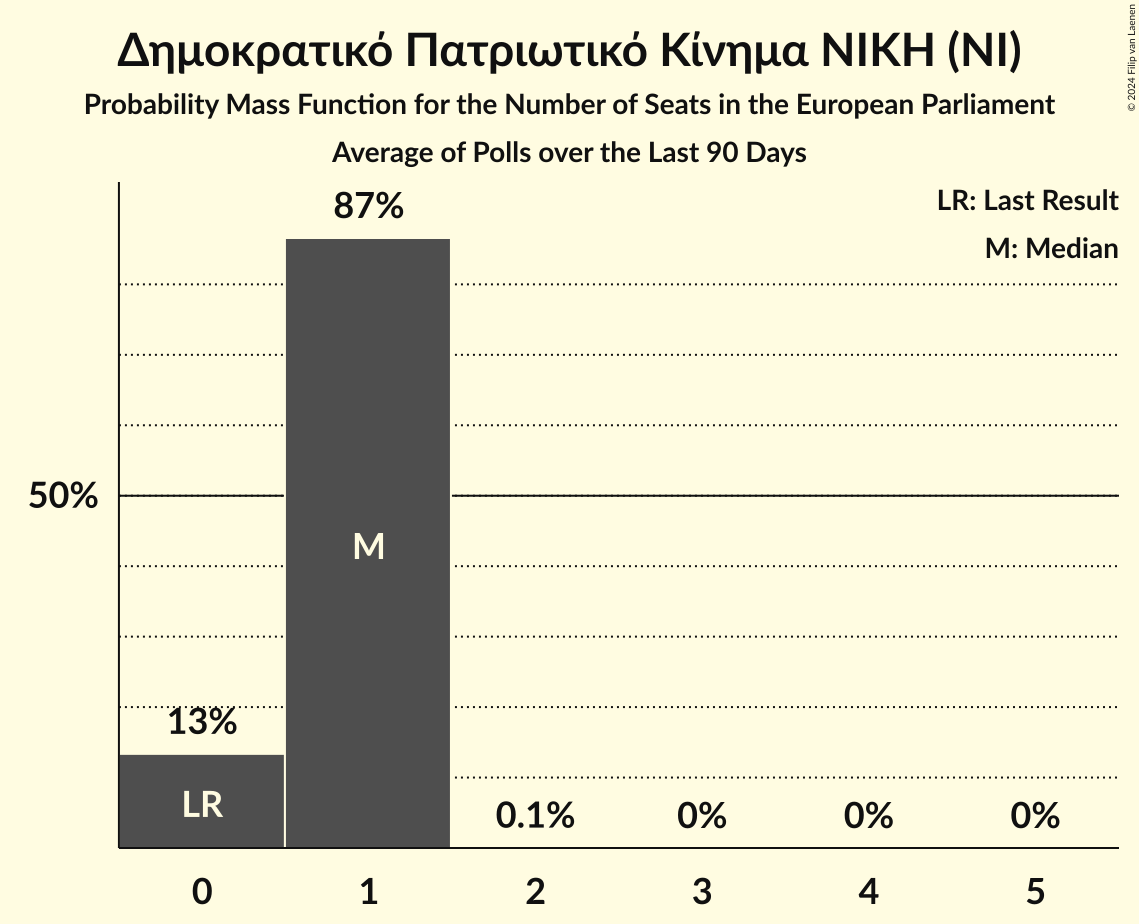 Δημοκρατικό Πατριωτικό Κίνημα ΝΙΚΗ (NI)
Probability Mass Function for the Number of Seats in the European Parliament
Average of Polls over the Last 90 Days
© 2024 Filip van Laenen
LR: Last Result
M: Median
87%
50%
M
13%
LR
0.1%
0%
0%
0%
0
1
2
3
4
5